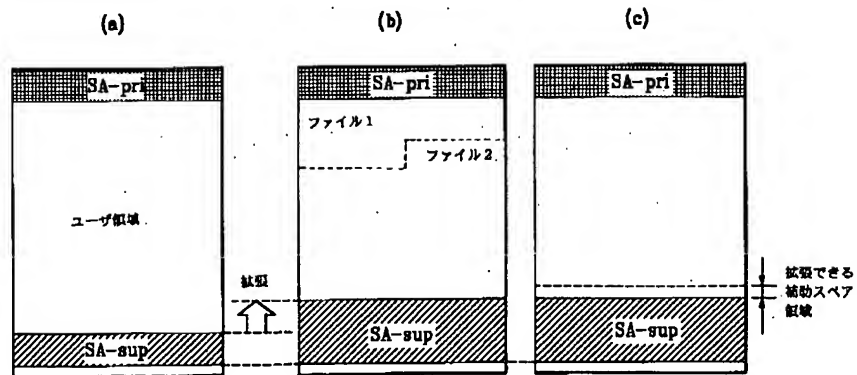 (a)
(b)
(c)
SA-pri
SA-pri
SA-pri
ファイル1
ファイル2
ユーザ領域
拡張
拡張できる
補助スペア
領域
SA-sup
SA-sup
SA-sup